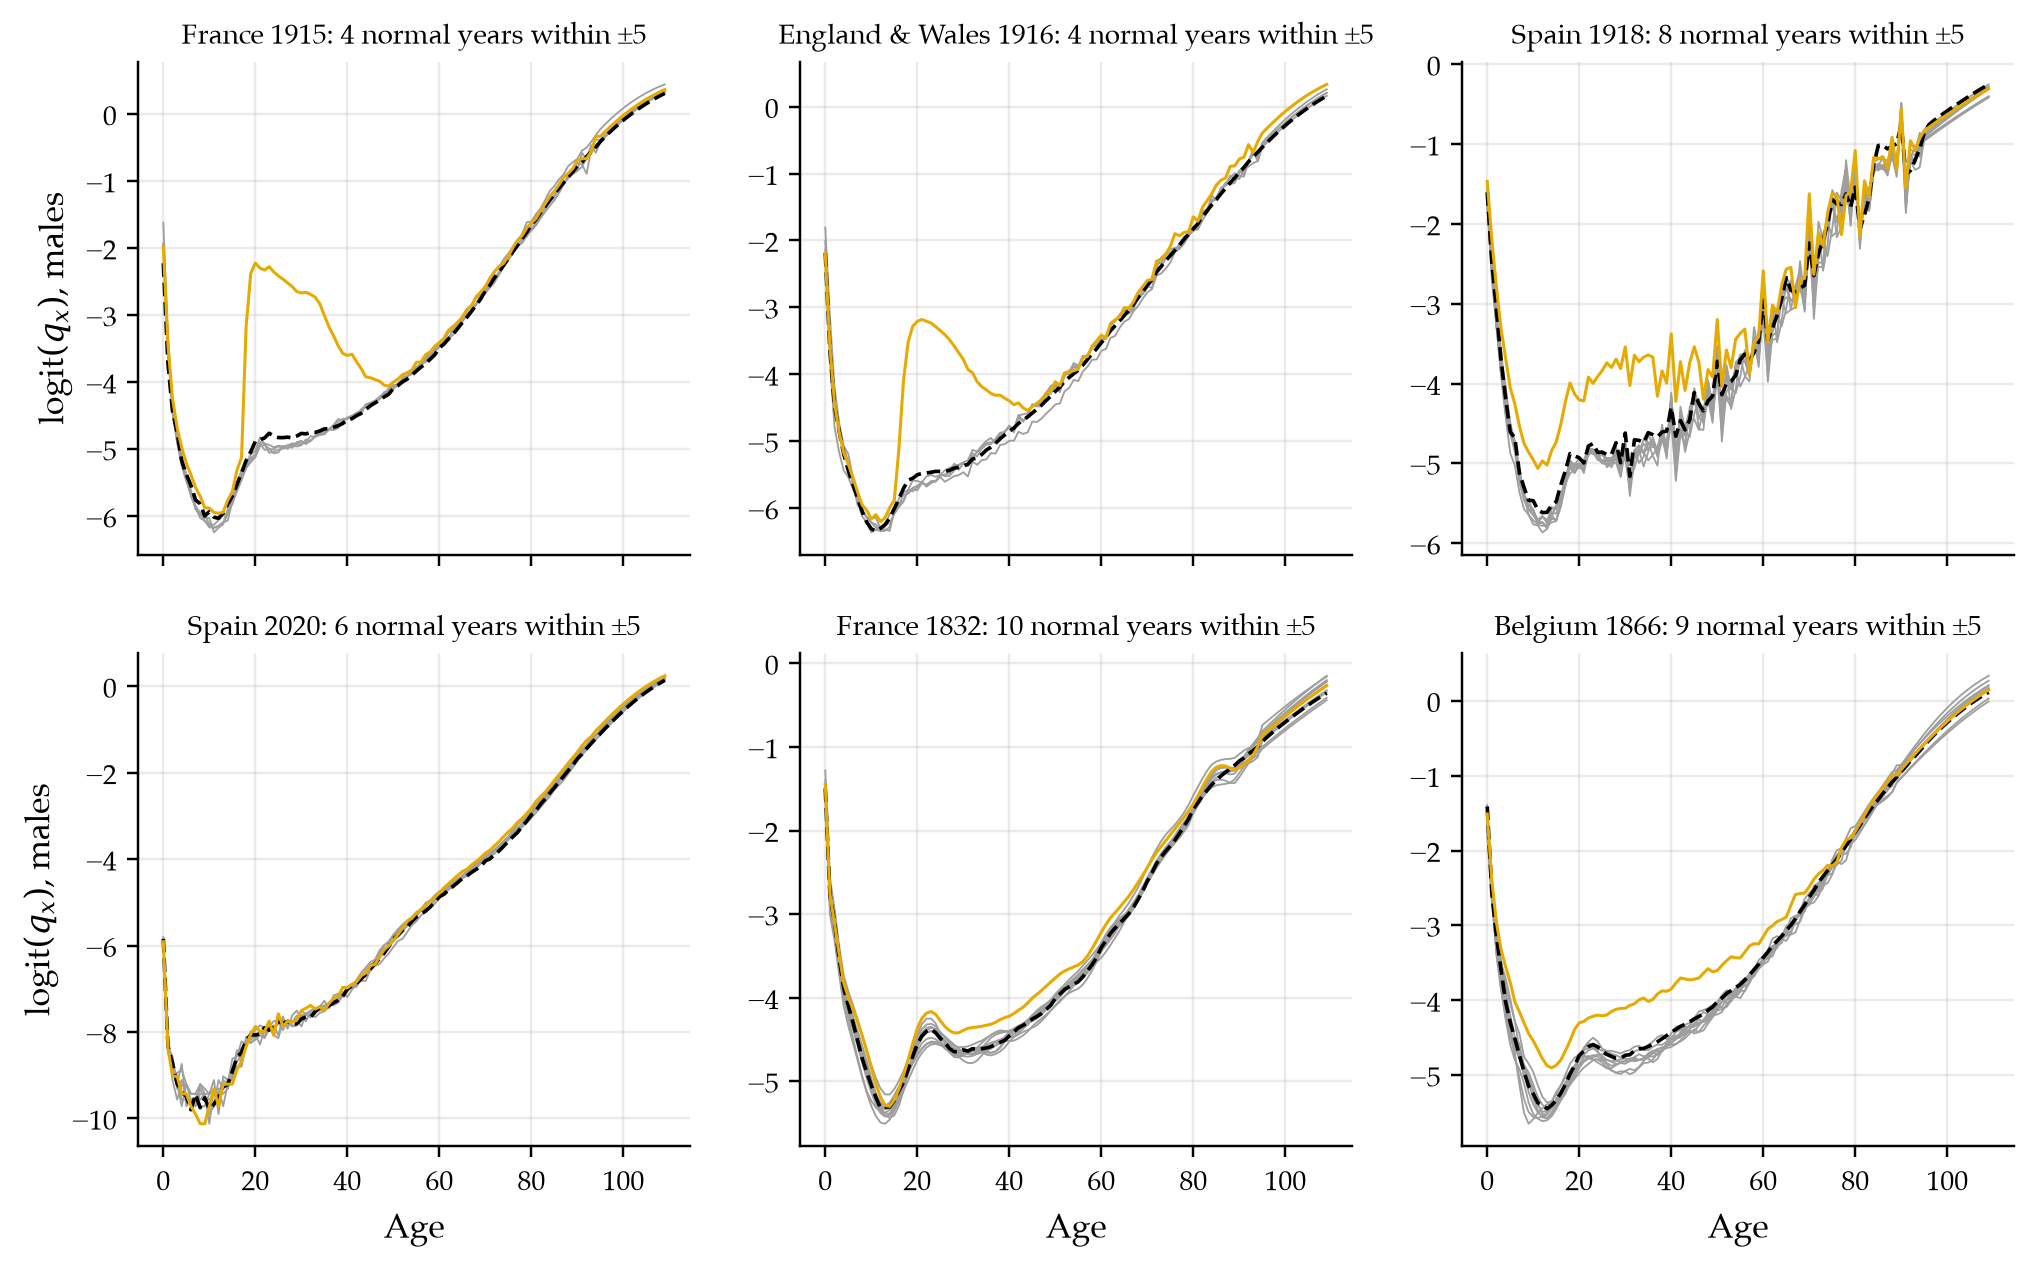 France 1915: 4 normal years within ±5
England & Wales 1916: 4 normal years within ±5
Spain 1918: 8 normal years within ±5
logit(qₓ), males
0
−1
−2
−3
−4
−5
−6
0
−1
−2
−3
−4
−5
−6
0
−1
−2
−3
−4
−5
−6
Spain 2020: 6 normal years within ±5
France 1832: 10 normal years within ±5
Belgium 1866: 9 normal years within ±5
logit(qₓ), males
0
−2
−4
−6
−8
−10
0
−1
−2
−3
−4
−5
0
−1
−2
−3
−4
−5
0 20 40 60 80 100
0 20 40 60 80 100
0 20 40 60 80 100
Age
Age
Age